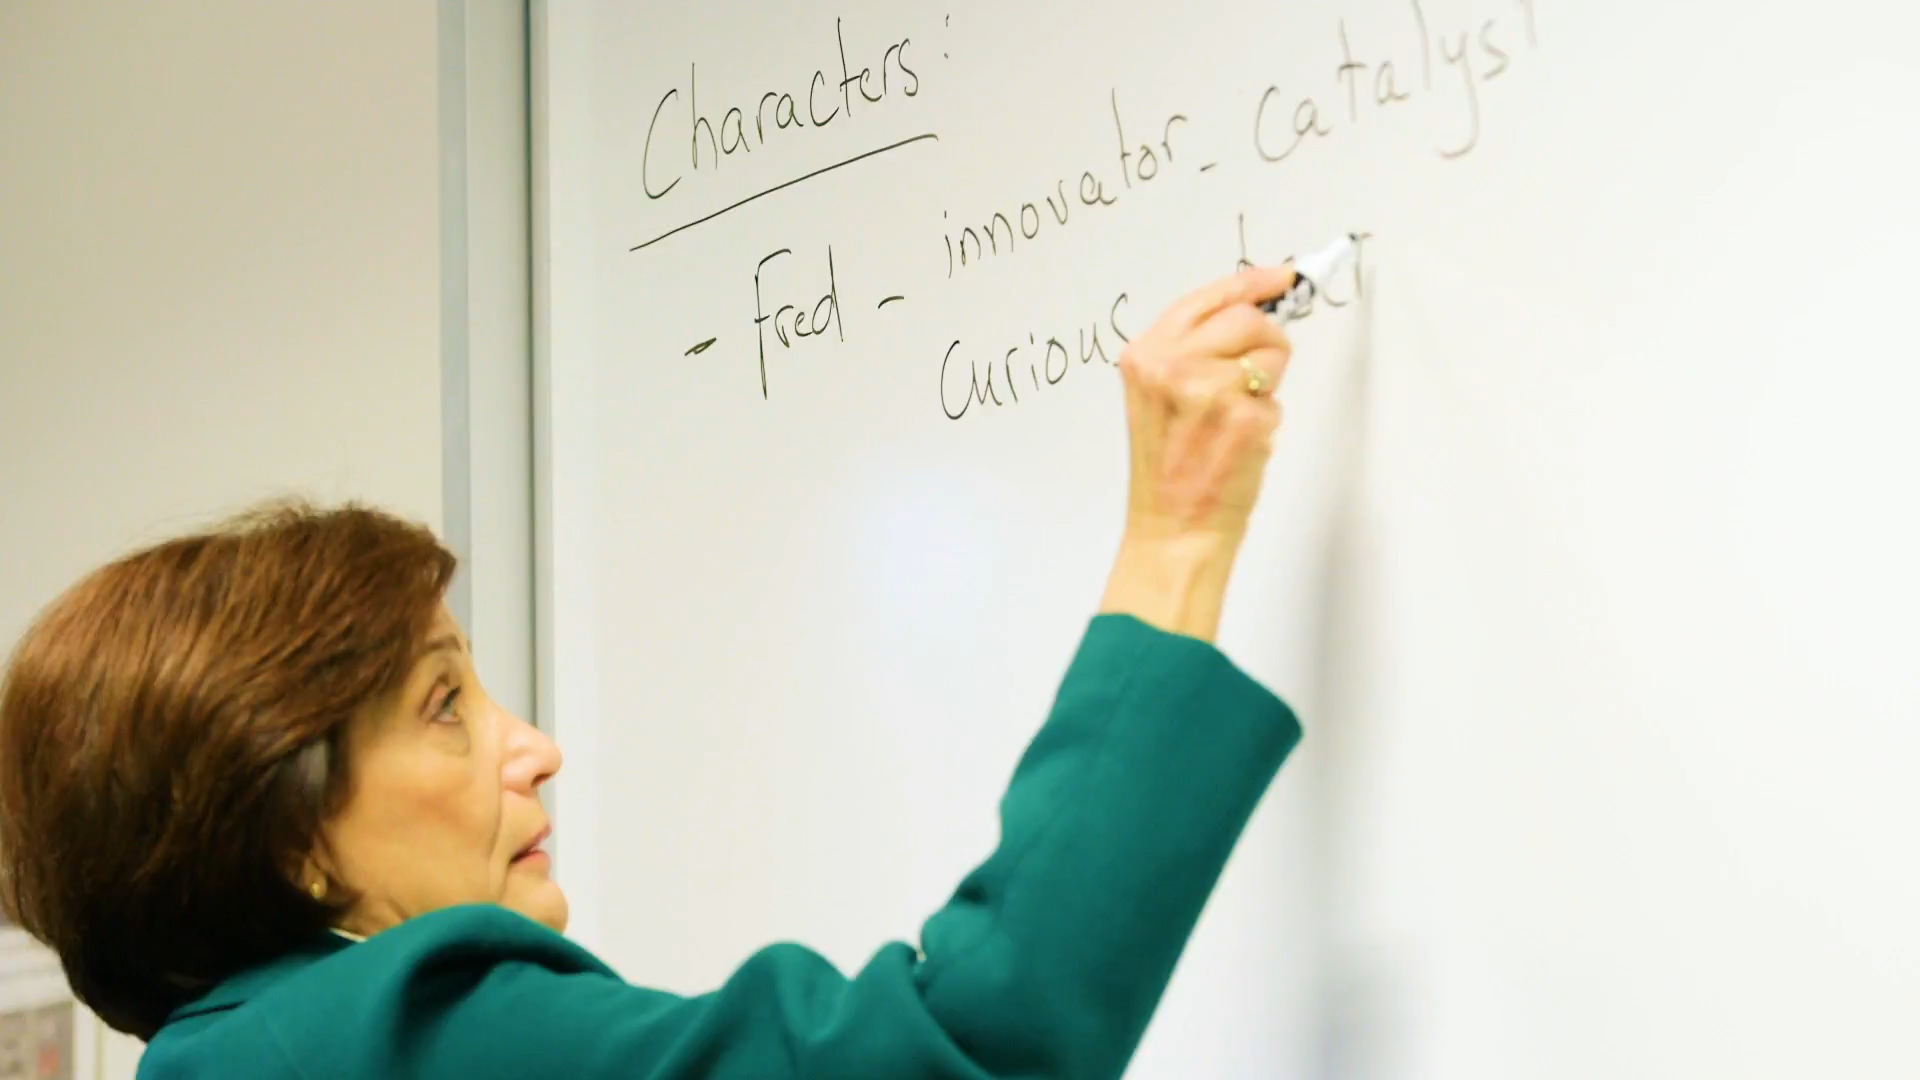 Characters:
- Fred - innovator - catalyst
curious